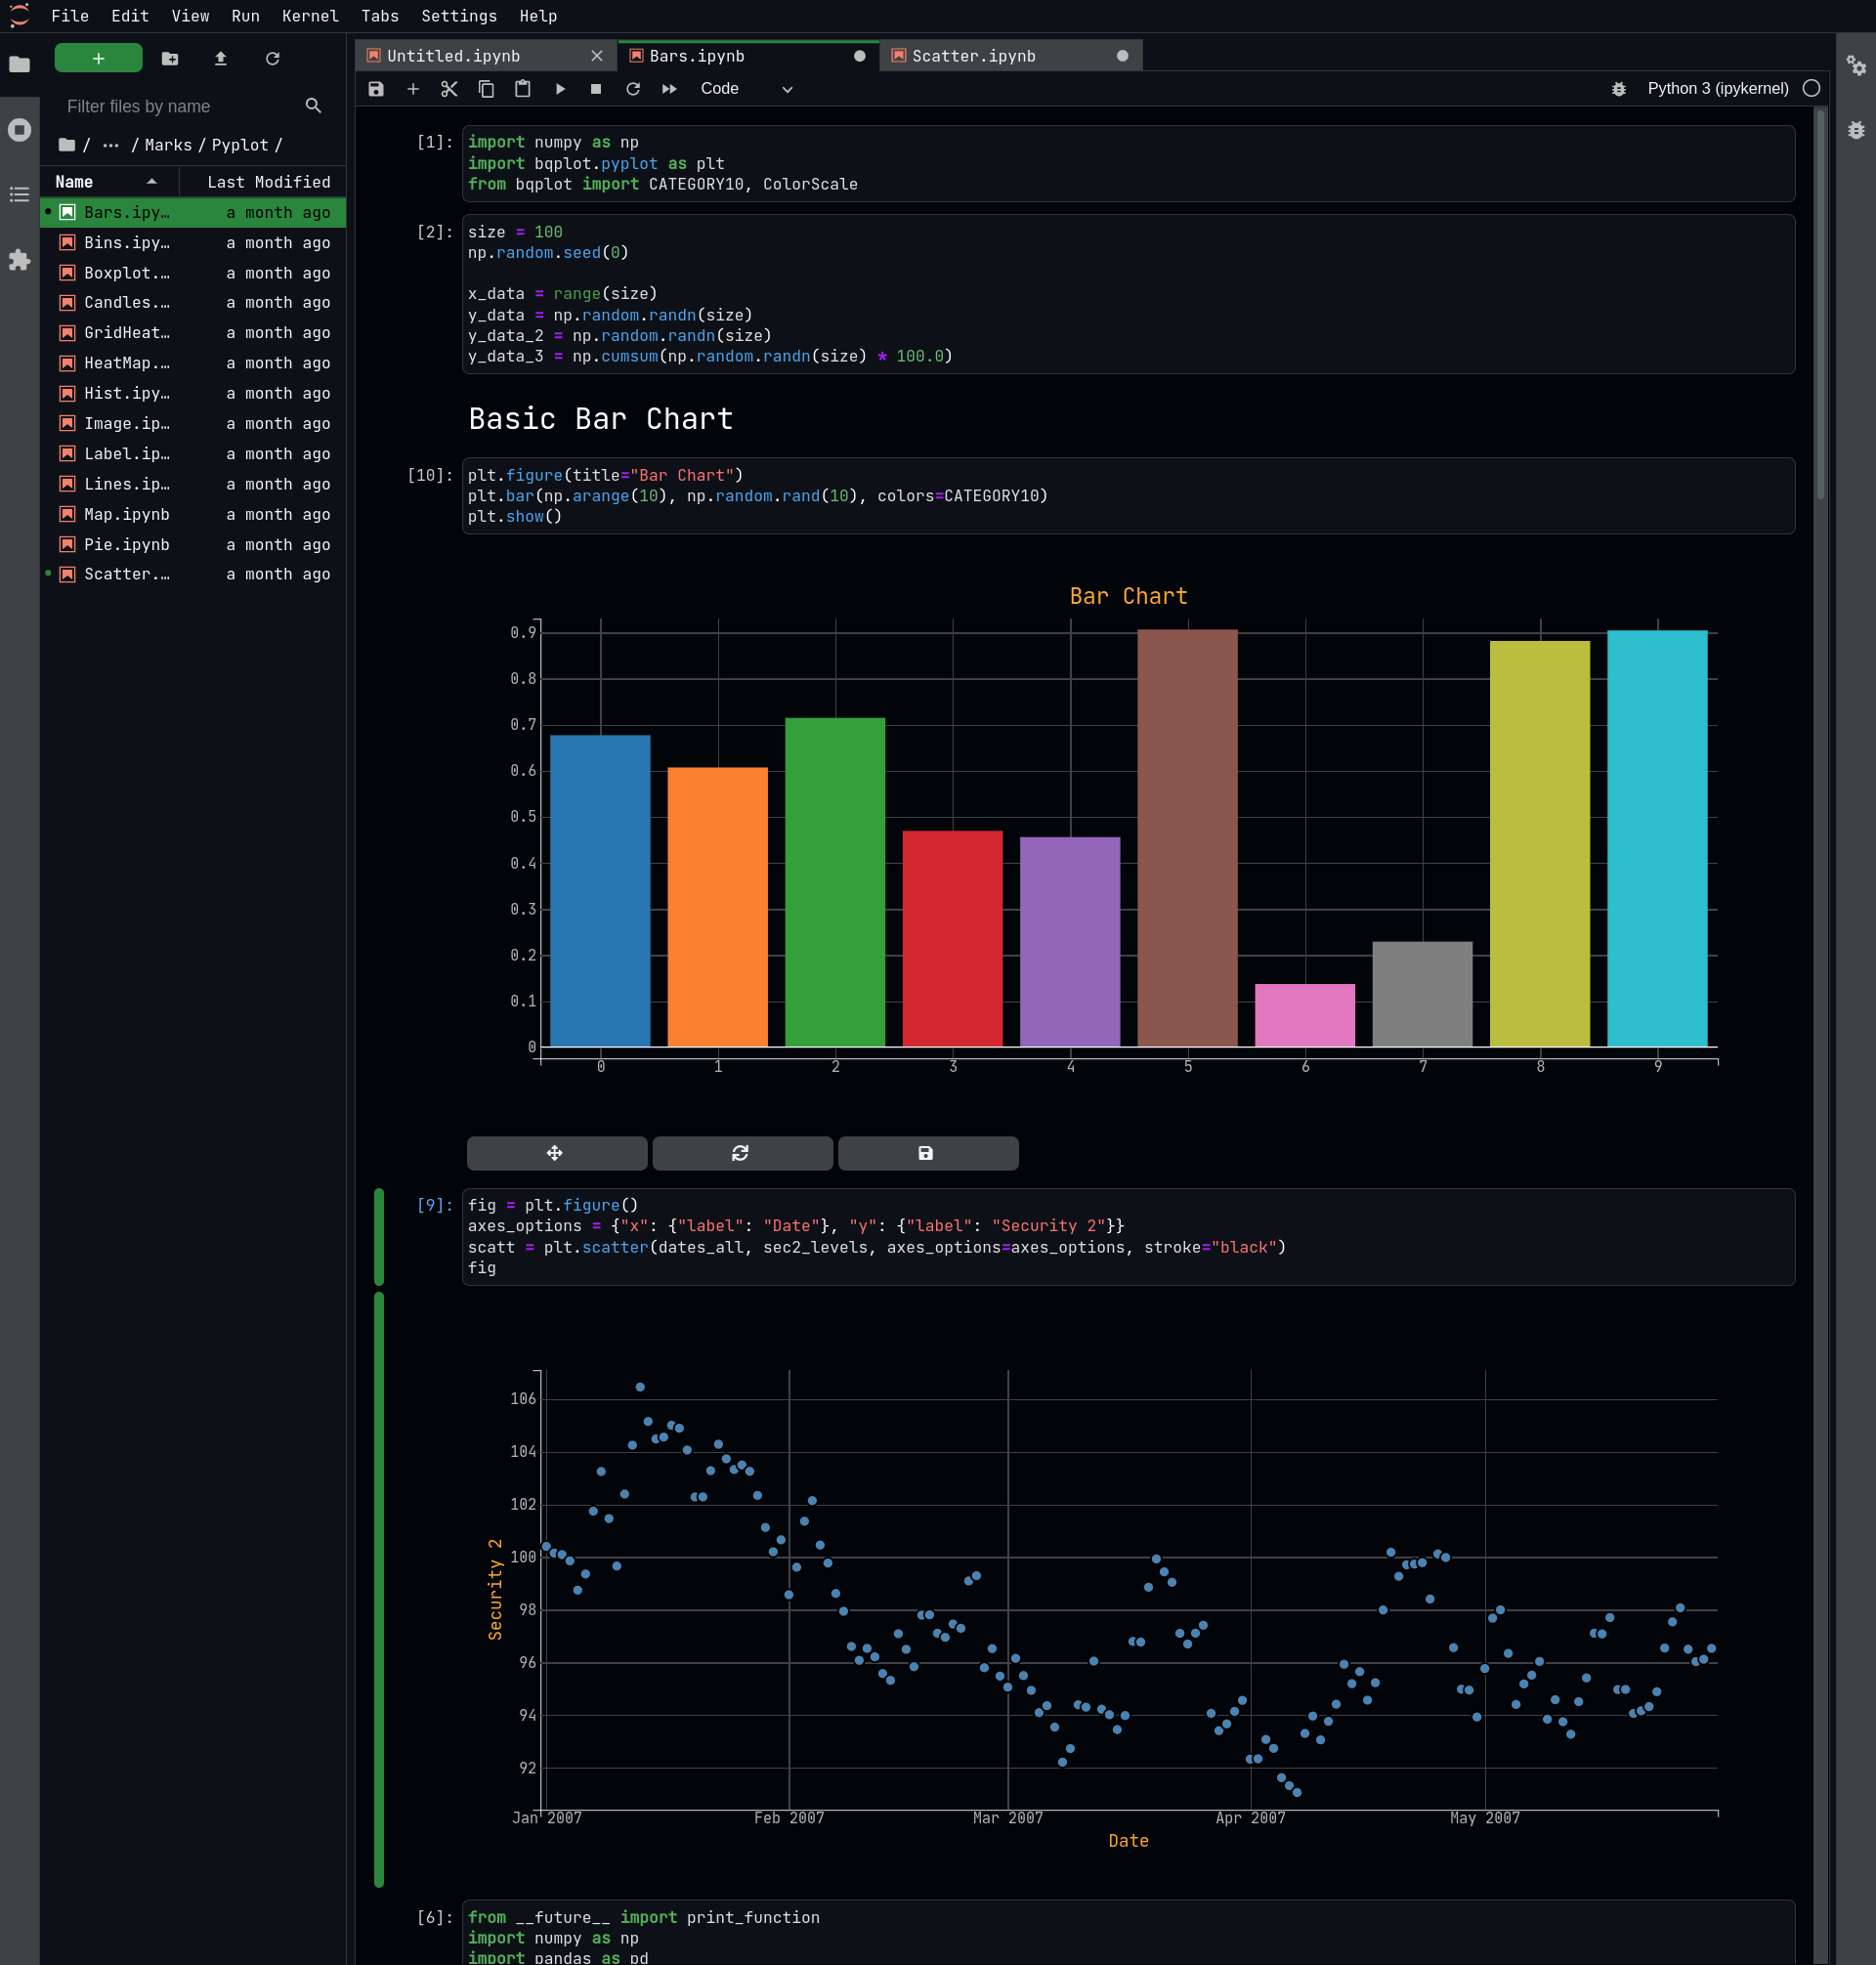 File Edit View Run Kernel Tabs Settings Help
Filter files by name
/ ··· / Marks / Pyplot /
Name Last Modified
Bars.ipy… a month ago
Bins.ipy… a month ago
Boxplot.… a month ago
Candles.… a month ago
GridHeat… a month ago
HeatMap.… a month ago
Hist.ipy… a month ago
Image.ip… a month ago
Label.ip… a month ago
Lines.ip… a month ago
Map.ipynb a month ago
Pie.ipynb a month ago
Scatter.… a month ago
Untitled.ipynb Bars.ipynb Scatter.ipynb
Code Python 3 (ipykernel)
[1]: import numpy as np
import bqplot.pyplot as plt
from bqplot import CATEGORY10, ColorScale
[2]: size = 100
np.random.seed(0)
x_data = range(size)
y_data = np.random.randn(size)
y_data_2 = np.random.randn(size)
y_data_3 = np.cumsum(np.random.randn(size) * 100.0)
Basic Bar Chart
[10]: plt.figure(title="Bar Chart")
plt.bar(np.arange(10), np.random.rand(10), colors=CATEGORY10)
plt.show()
Bar Chart
0.9
0.8
0.7
0.6
0.5
0.4
0.3
0.2
0.1
0
0 1 2 3 4 5 6 7 8 9
[9]: fig = plt.figure()
axes_options = {"x": {"label": "Date"}, "y": {"label": "Security 2"}}
scatt = plt.scatter(dates_all, sec2_levels, axes_options=axes_options, stroke="black")
fig
106
104
102
100
98
96
94
92
Security 2
Jan 2007 Feb 2007 Mar 2007 Apr 2007 May 2007
Date
[6]: from __future__ import print_function
import numpy as np
import pandas as pd